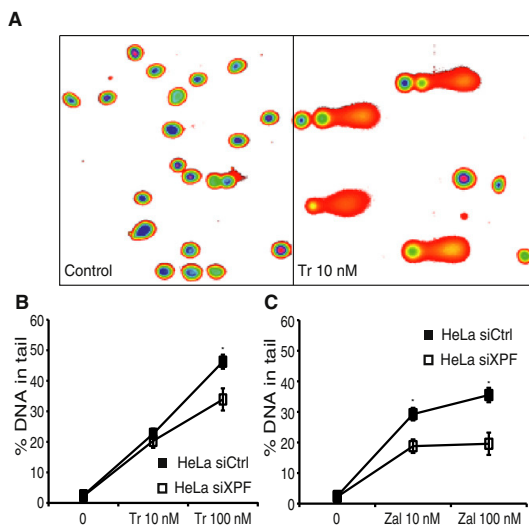 A
Control
Tr 10 nM
B
% DNA in tail
60
50
40
30
20
10
0
HeLa siCtrl
HeLa siXPF
0
Tr 10 nM
Tr 100 nM
C
% DNA in tail
60
50
40
30
20
10
0
HeLa siCtrl
HeLa siXPF
0
Zal 10 nM
Zal 100 nM